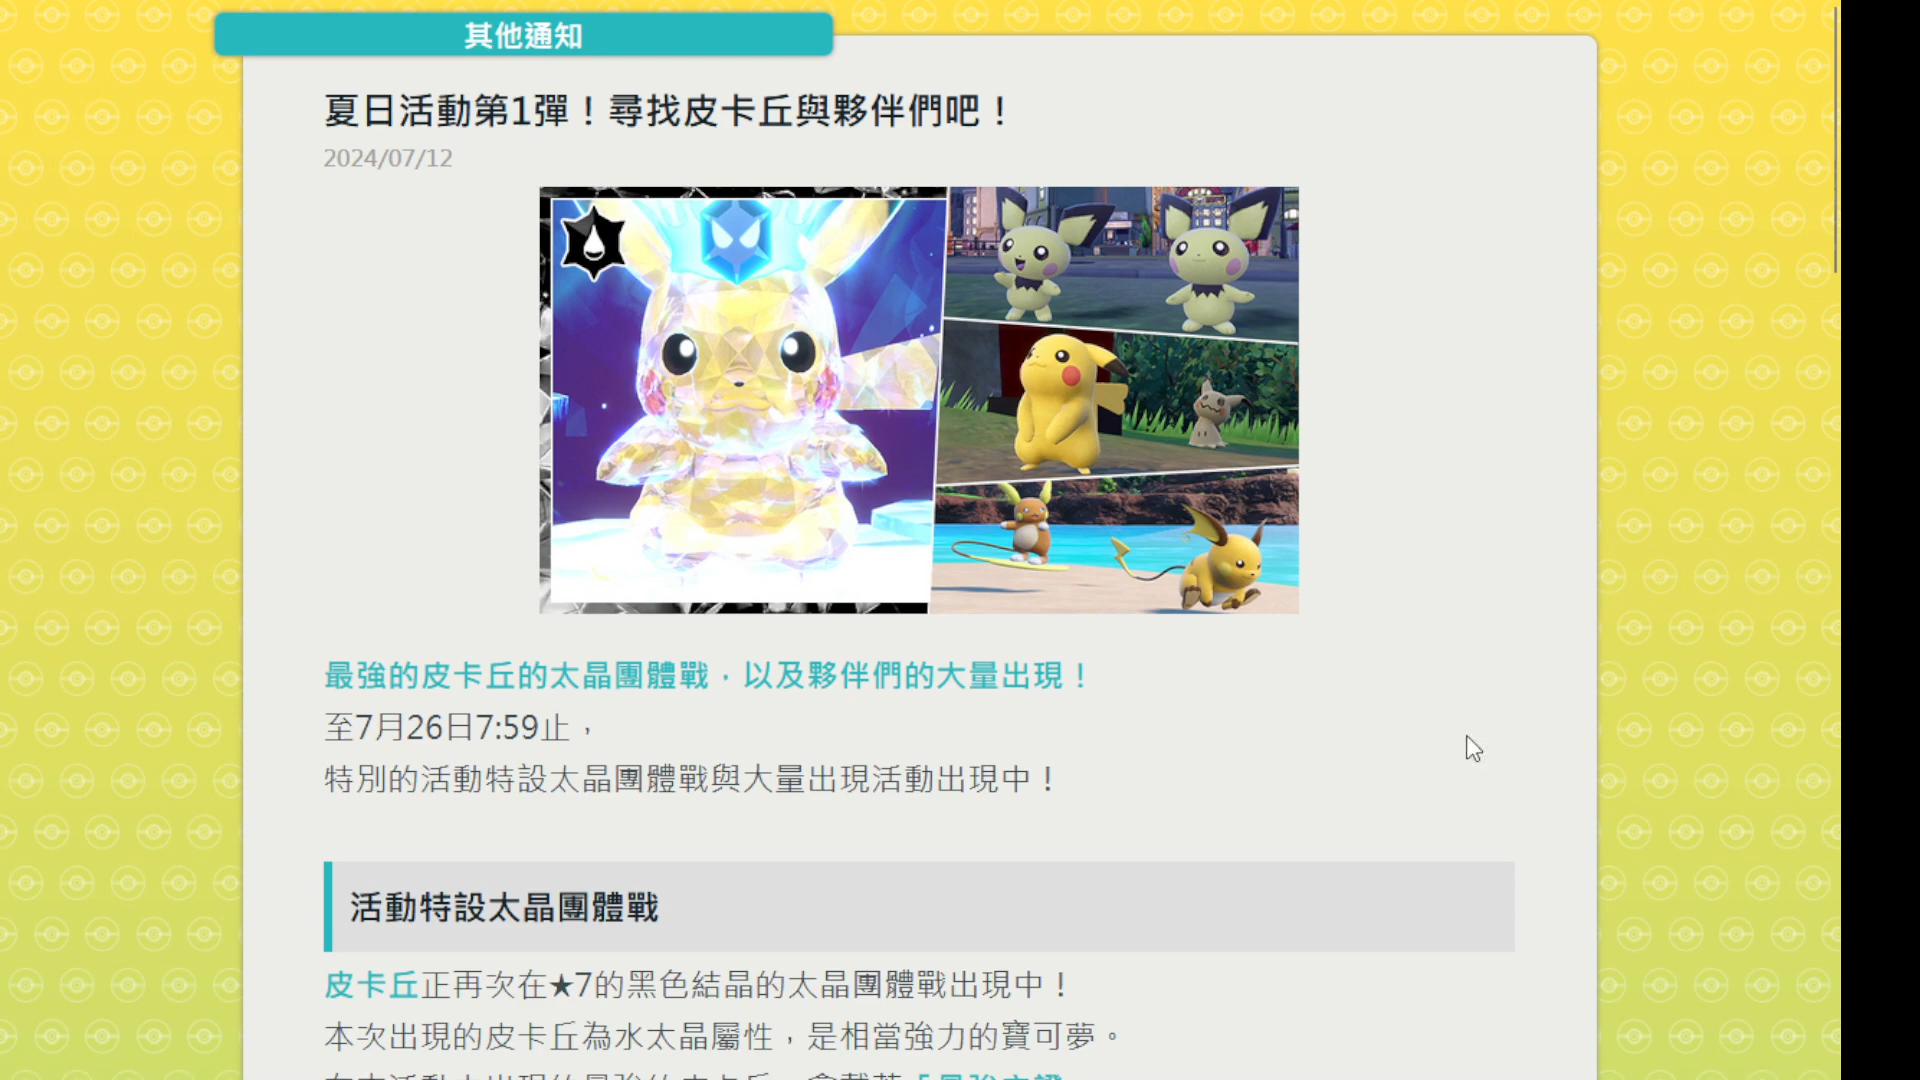 其他通知
夏日活動第1彈！尋找皮卡丘與夥伴們吧！
2024/07/12
最強的皮卡丘的太晶團體戰，以及夥伴們的大量出現！
至7月26日7:59止，
特別的活動特設太晶團體戰與大量出現活動出現中！
活動特設太晶團體戰
皮卡丘正再次在★7的黑色結晶的太晶團體戰出現中！
本次出現的皮卡丘為水太晶屬性，是相當強力的寶可夢。